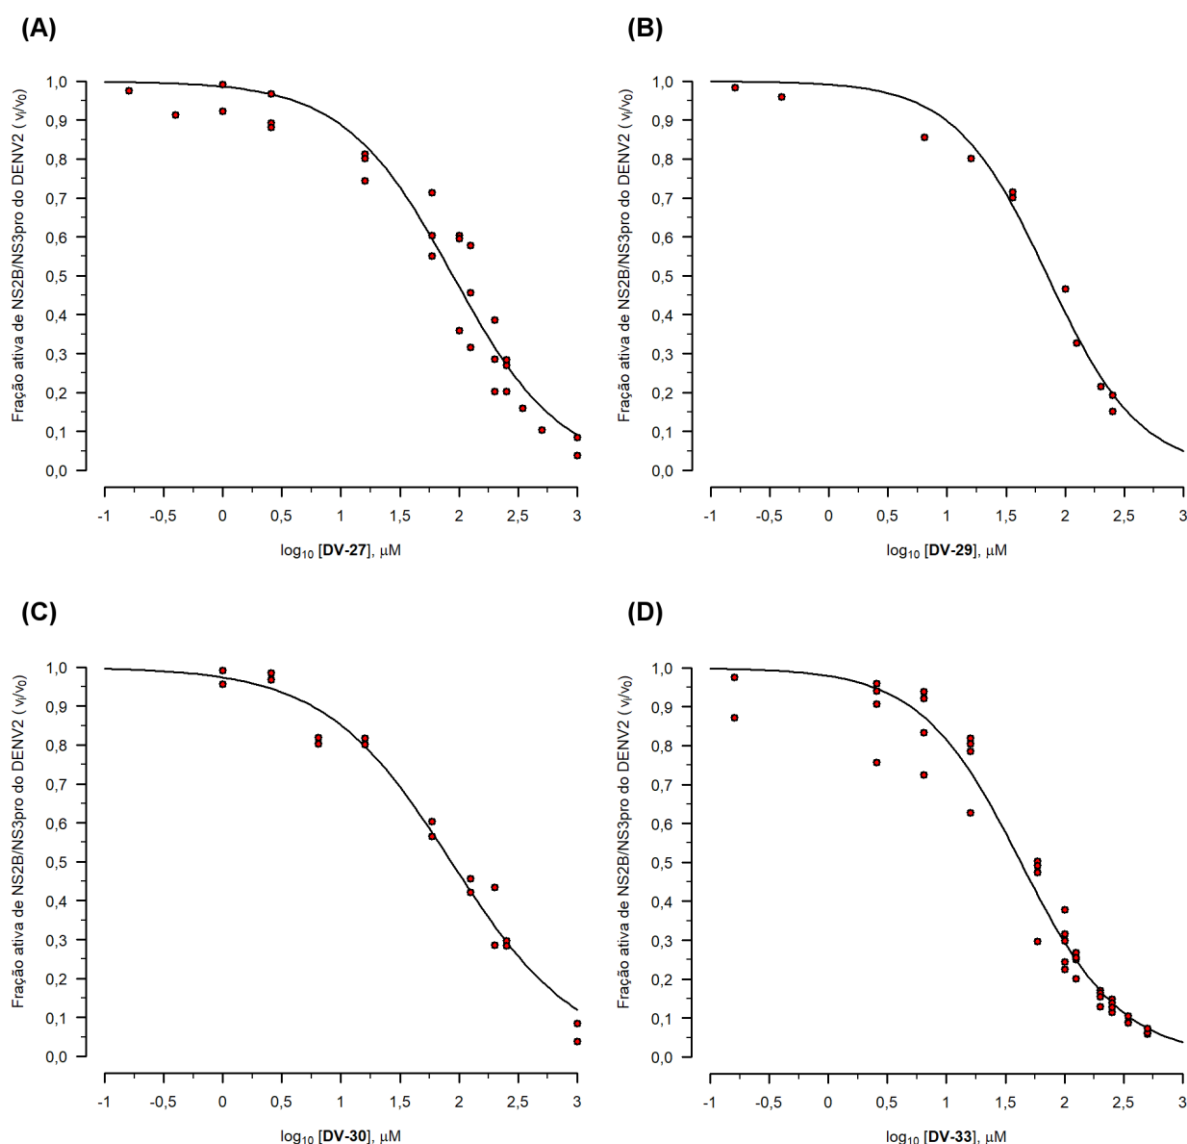 (A)
Fração ativa de NS2B/NS3pro do DENV2 ( vᵢ/v₀)
1,0
0,9
0,8
0,7
0,6
0,5
0,4
0,3
0,2
0,1
0,0
-1 -0,5 0 0,5 1 1,5 2 2,5 3
log₁₀ [DV-27], µM
(B)
Fração ativa de NS2B/NS3pro do DENV2 ( vᵢ/v₀)
1,0
0,9
0,8
0,7
0,6
0,5
0,4
0,3
0,2
0,1
0,0
-1 -0,5 0 0,5 1 1,5 2 2,5 3
log₁₀ [DV-29], µM
(C)
Fração ativa de NS2B/NS3pro do DENV2 ( vᵢ/v₀)
1,0
0,9
0,8
0,7
0,6
0,5
0,4
0,3
0,2
0,1
0,0
-1 -0,5 0 0,5 1 1,5 2 2,5 3
log₁₀ [DV-30], µM
(D)
Fração ativa de NS2B/NS3pro do DENV2 ( vᵢ/v₀)
1,0
0,9
0,8
0,7
0,6
0,5
0,4
0,3
0,2
0,1
0,0
-1 -0,5 0 0,5 1 1,5 2 2,5 3
log₁₀ [DV-33], µM